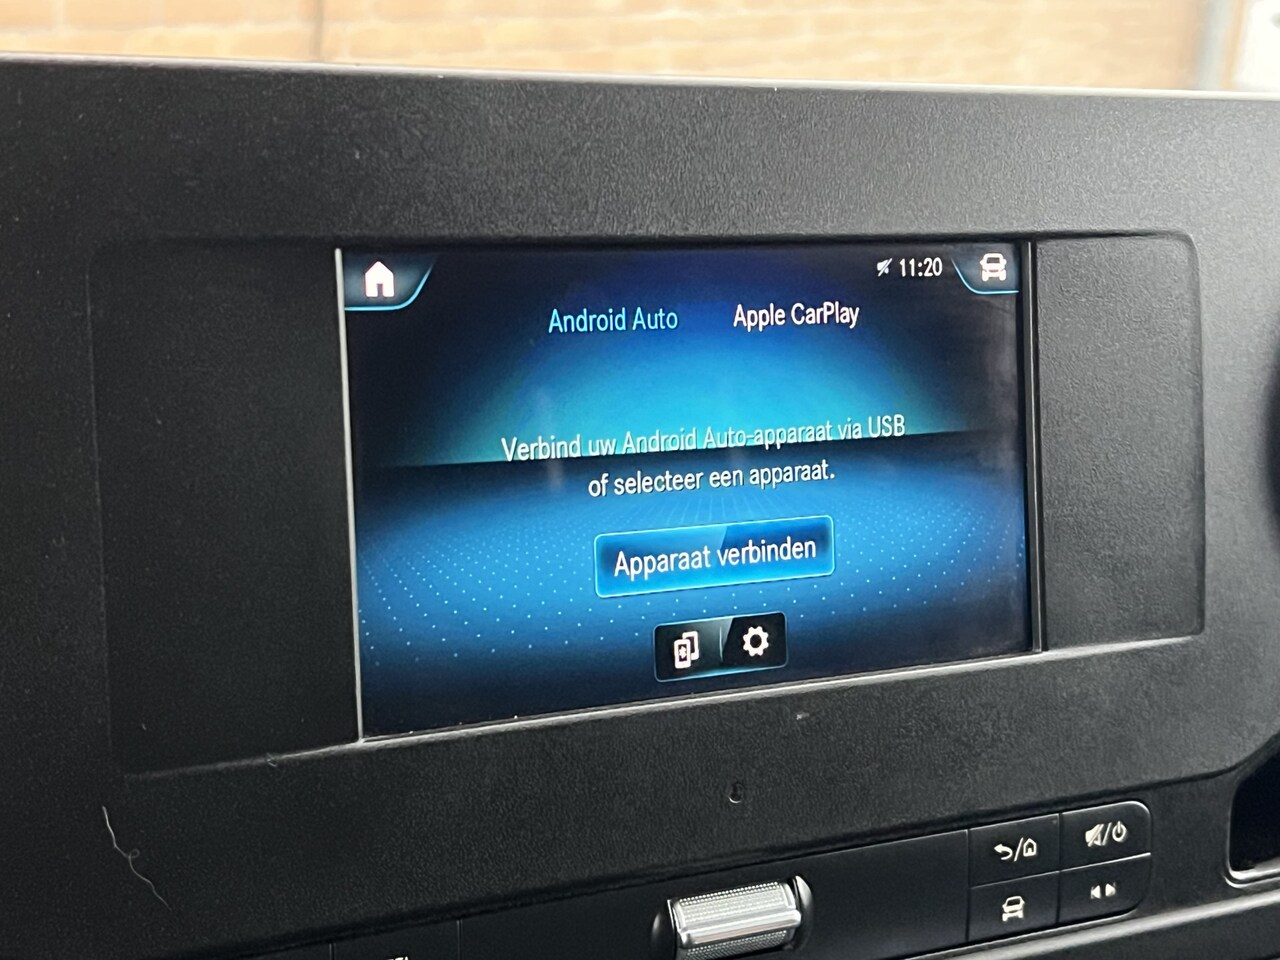 11:20
Android Auto Apple CarPlay
Verbind uw Android Auto-apparaat via USB
of selecteer een apparaat.
Apparaat verbinden